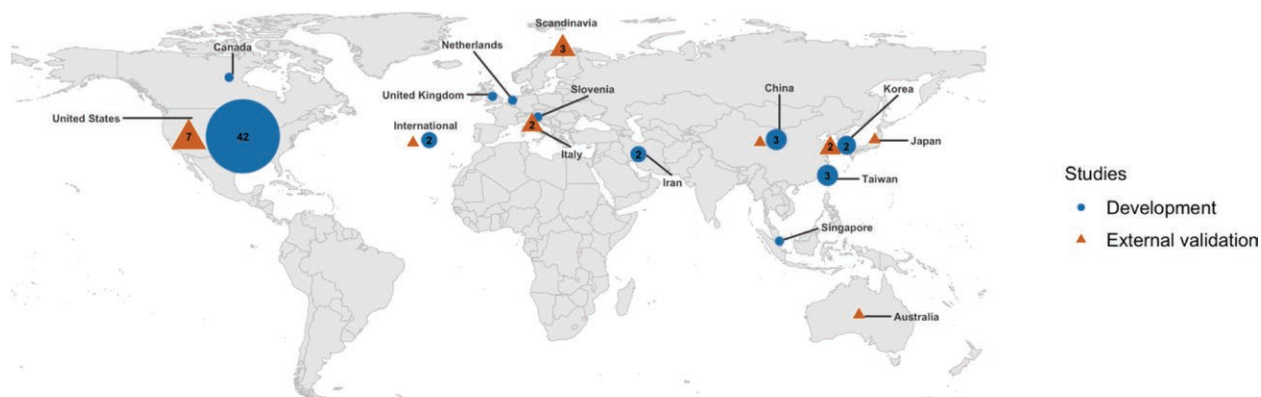 Scandinavia
3
Canada
Netherlands
United Kingdom
Slovenia
China
Korea
United States
7
42
International
2
2
Italy
3
2
2
Japan
2
Iran
3
Taiwan
Singapore
Australia
Studies
Development
External validation